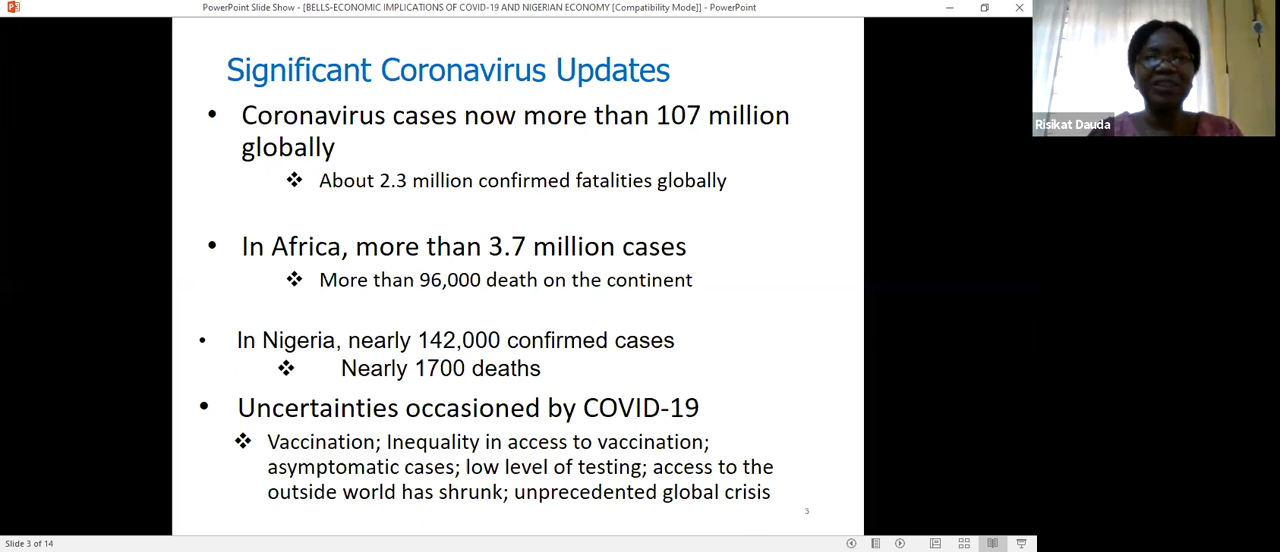 PowerPoint Slide Show - [BELLS-ECONOMIC IMPLICATIONS OF COVID-19 AND NIGERIAN ECONOMY [Compatibility Mode]] - PowerPoint
Significant Coronavirus Updates
• Coronavirus cases now more than 107 million
globally
❖ About 2.3 million confirmed fatalities globally
• In Africa, more than 3.7 million cases
❖ More than 96,000 death on the continent
• In Nigeria, nearly 142,000 confirmed cases
❖ Nearly 1700 deaths
• Uncertainties occasioned by COVID-19
❖ Vaccination; Inequality in access to vaccination;
asymptomatic cases; low level of testing; access to the
outside world has shrunk; unprecedented global crisis
3
Slide 3 of 14
Risikat Dauda